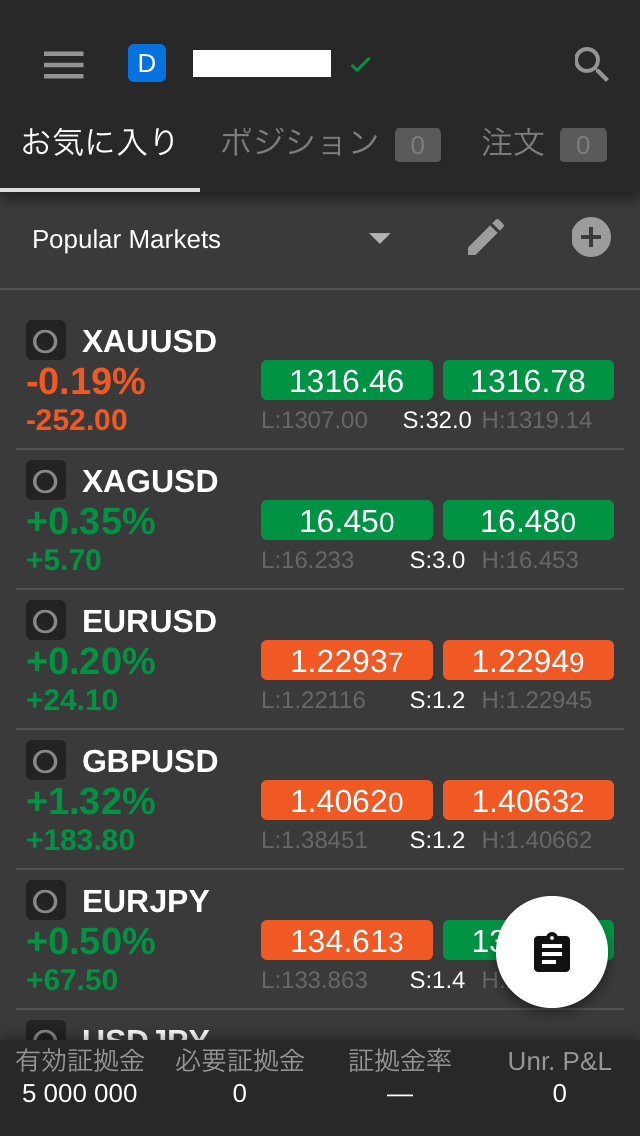 D
お気に入り ポジション 0 注文 0
Popular Markets
XAUUSD
-0.19% 1316.46 1316.78
-252.00 L:1307.00 S:32.0 H:1319.14
XAGUSD
+0.35% 16.450 16.480
+5.70 L:16.233 S:3.0 H:16.453
EURUSD
+0.20% 1.22937 1.22949
+24.10 L:1.22116 S:1.2 H:1.22945
GBPUSD
+1.32% 1.40620 1.40632
+183.80 L:1.38451 S:1.2 H:1.40662
EURJPY
+0.50% 134.613
+67.50 L:133.863 S:1.4
USDJPY
有効証拠金 必要証拠金 証拠金率 Unr. P&L
5 000 000 0 — 0